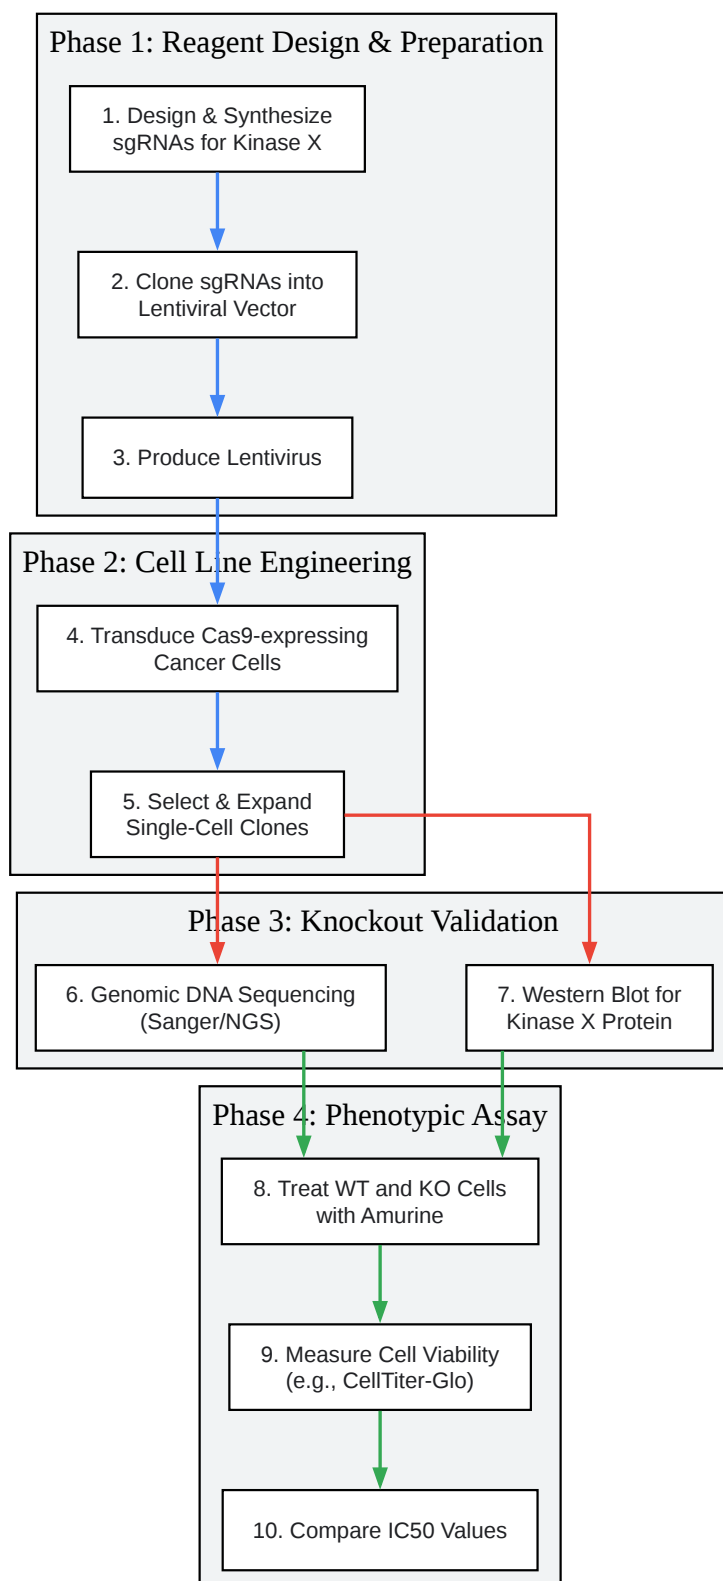 Phase 1: Reagent Design & Preparation
1. Design & Synthesize
sgRNAs for Kinase X
2. Clone sgRNAs into
Lentiviral Vector
3. Produce Lentivirus
Phase 2: Cell Line Engineering
4. Transduce Cas9-expressing
Cancer Cells
5. Select & Expand
Single-Cell Clones
Phase 3: Knockout Validation
6. Genomic DNA Sequencing
(Sanger/NGS)
7. Western Blot for
Kinase X Protein
Phase 4: Phenotypic Assay
8. Treat WT and KO Cells
with Amurine
9. Measure Cell Viability
(e.g., CellTiter-Glo)
10. Compare IC50 Values